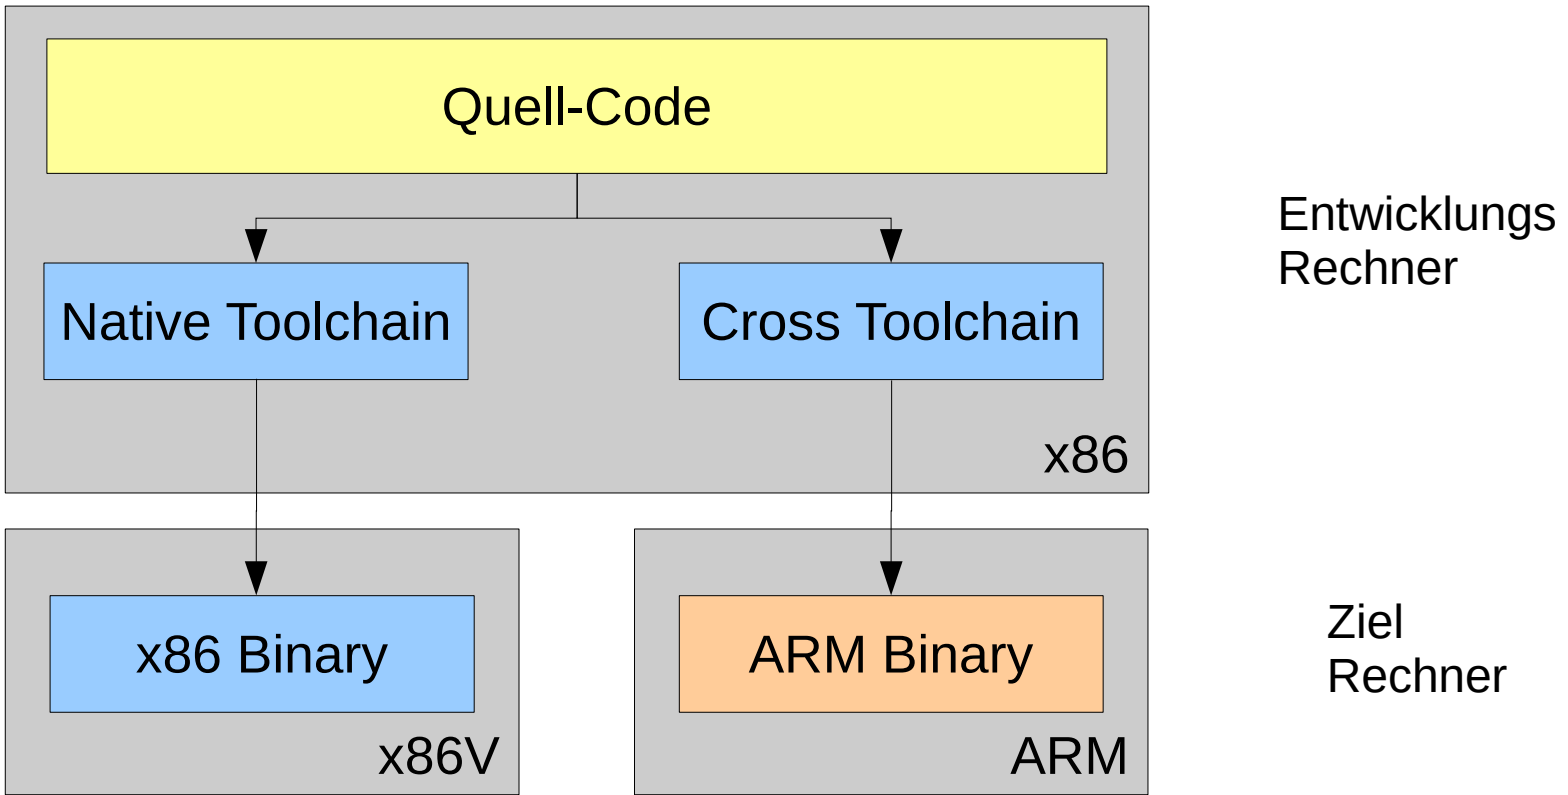 Quell-Code
Entwicklungs
Rechner
Native Toolchain
Cross Toolchain
x86
x86 Binary
ARM Binary
Ziel
Rechner
x86V
ARM